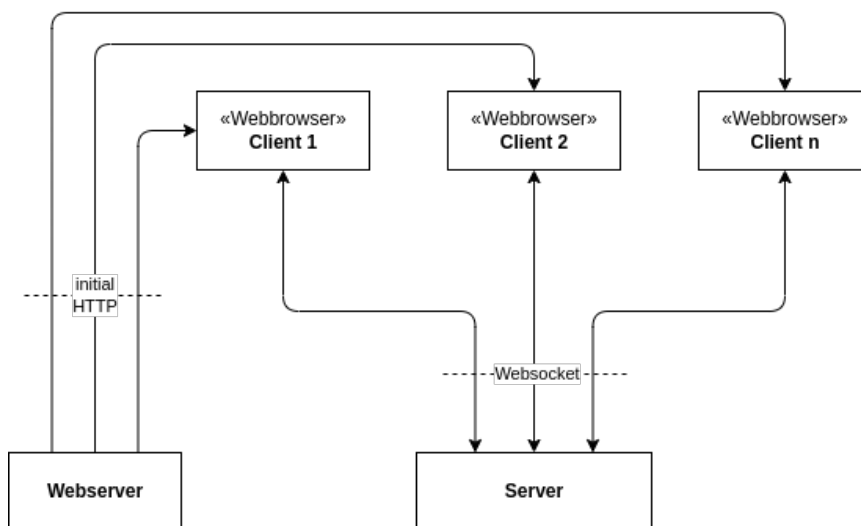 «Webbrowser»
Client 1
«Webbrowser»
Client 2
«Webbrowser»
Client n
initial
HTTP
Websocket
Webserver
Server